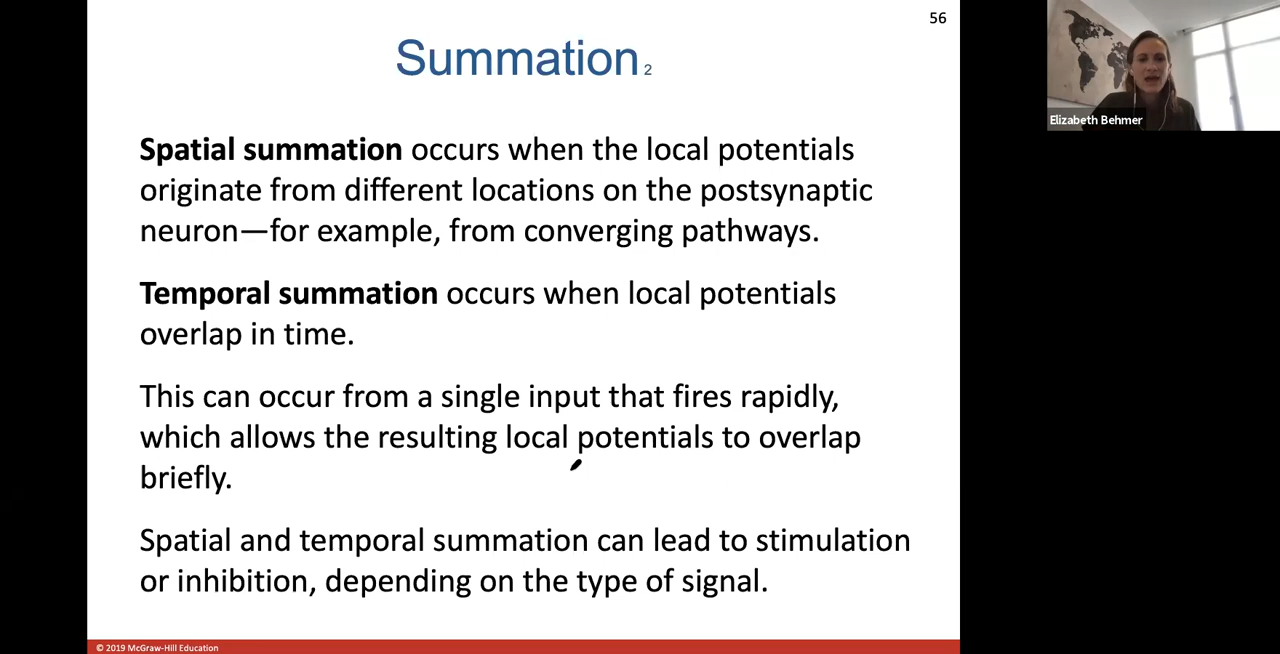 56
Summation 2
Spatial summation occurs when the local potentials
originate from different locations on the postsynaptic
neuron—for example, from converging pathways.
Temporal summation occurs when local potentials
overlap in time.
This can occur from a single input that fires rapidly,
which allows the resulting local potentials to overlap
briefly.
Spatial and temporal summation can lead to stimulation
or inhibition, depending on the type of signal.
© 2019 McGraw-Hill Education
Elizabeth Behmer